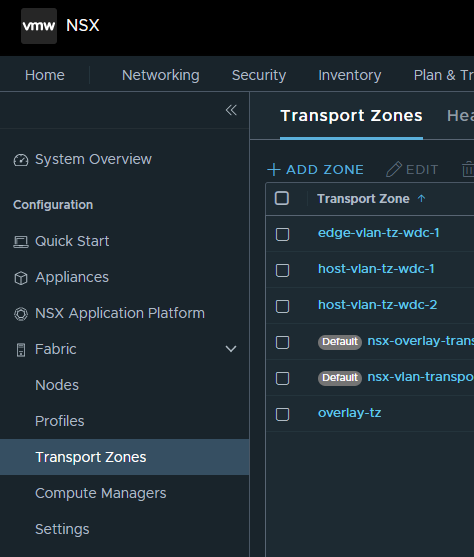 vmw NSX
Home Networking Security Inventory Plan &
Transport Zones
System Overview
ADD ZONE EDIT
Configuration
Transport Zone
Quick Start
edge-vlan-tz-wdc-1
Appliances
host-vlan-tz-wdc-1
NSX Application Platform
host-vlan-tz-wdc-2
Fabric
Default nsx-overlay-trans
Nodes
Default nsx-vlan-transpo
Profiles
overlay-tz
Transport Zones
Compute Managers
Settings